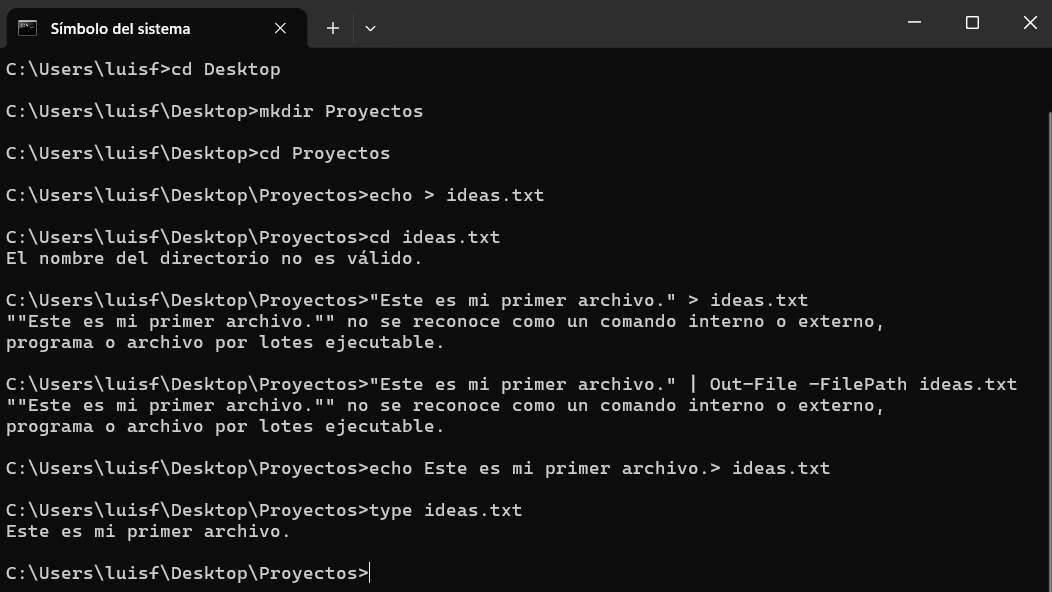 Símbolo del sistema
C:\Users\luisf>cd Desktop
C:\Users\luisf\Desktop>mkdir Proyectos
C:\Users\luisf\Desktop>cd Proyectos
C:\Users\luisf\Desktop\Proyectos>echo > ideas.txt
C:\Users\luisf\Desktop\Proyectos>cd ideas.txt
El nombre del directorio no es válido.
C:\Users\luisf\Desktop\Proyectos>"Este es mi primer archivo." > ideas.txt
""Este es mi primer archivo."" no se reconoce como un comando interno o externo,
programa o archivo por lotes ejecutable.
C:\Users\luisf\Desktop\Proyectos>"Este es mi primer archivo." | Out-File -FilePath ideas.txt
""Este es mi primer archivo."" no se reconoce como un comando interno o externo,
programa o archivo por lotes ejecutable.
C:\Users\luisf\Desktop\Proyectos>echo Este es mi primer archivo.> ideas.txt
C:\Users\luisf\Desktop\Proyectos>type ideas.txt
Este es mi primer archivo.
C:\Users\luisf\Desktop\Proyectos>